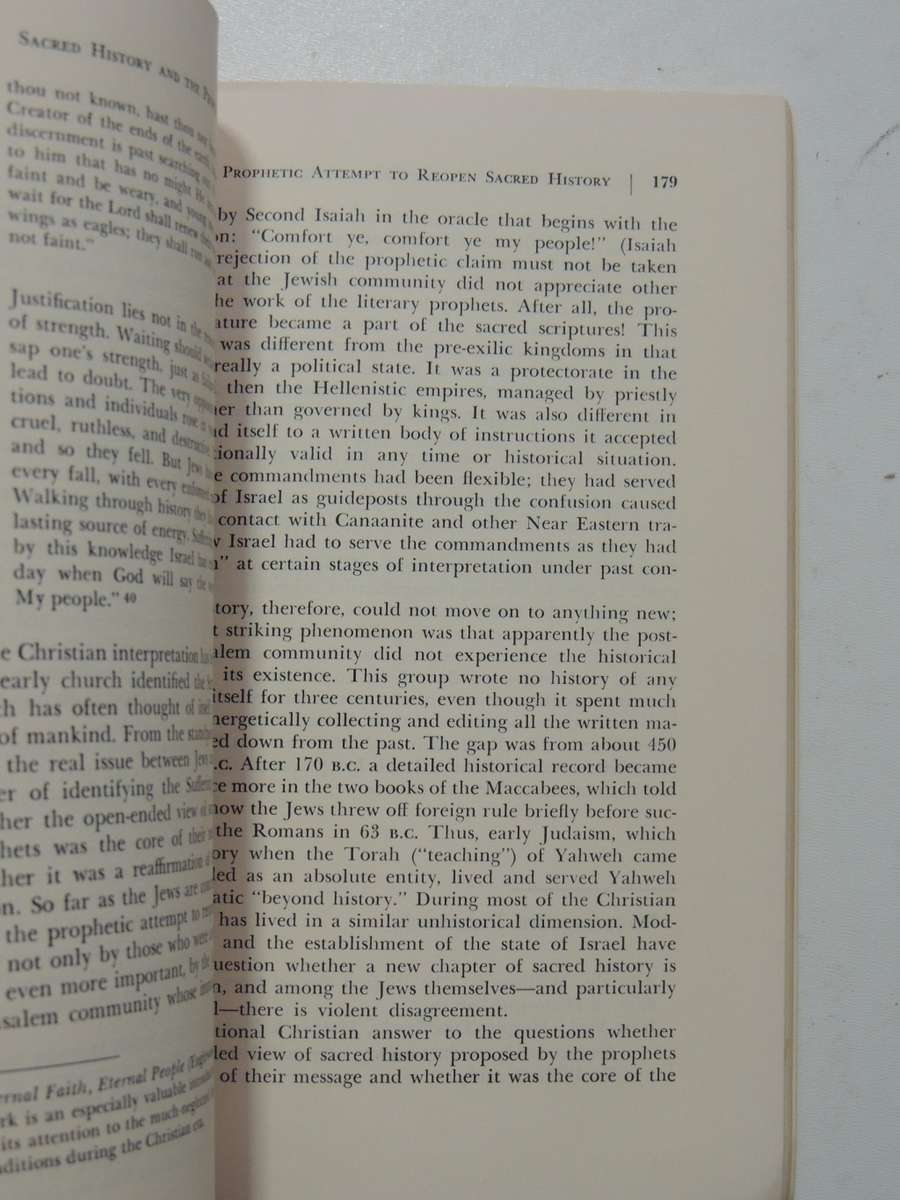 SACRED HISTORY AND THE
thou not known, hast thou
Creator of the ends of the earth
discernment is past searching
to him that has no might He
faint and be weary, and young
wait for the Lord shall renew
wings as eagles; they shall run
not faint."
Justification lies not in the
of strength. Waiting should
sap one's strength, just as
lead to doubt. The very
tions and individuals rose
cruel, ruthless, and destructive
and so they fell. But Jews
every fall, with every
Walking through history they
lasting source of energy.
by this knowledge Israel
day when God will say the
My people." 40
e Christian interpretation has
early church identified the
ch has often thought of
of mankind. From the
the real issue between Jews
er of identifying the
her the open-ended view of
hets was the core of their
her it was a reaffirmation of
n. So far as the Jews are
the prophetic attempt to
not only by those who were
even more important, by the
salem community whose
ernal Faith, Eternal People
rk is an especially valuable
its attention to the much-neglected
ditions during the Christian era.
PROPHETIC ATTEMPT TO REOPEN SACRED HISTORY | 179
by Second Isaiah in the oracle that begins with the
on: "Comfort ye, comfort ye my people!" (Isaiah
rejection of the prophetic claim must not be taken
at the Jewish community did not appreciate other
he work of the literary prophets. After all, the pro-
ature became a part of the sacred scriptures! This
was different from the pre-exilic kingdoms in that
really a political state. It was a protectorate in the
then the Hellenistic empires, managed by priestly
her than governed by kings. It was also different in
d itself to a written body of instructions it accepted
tionally valid in any time or historical situation.
e commandments had been flexible; they had served
of Israel as guideposts through the confusion caused
contact with Canaanite and other Near Eastern tra-
w Israel had to serve the commandments as they had
n" at certain stages of interpretation under past con-
tory, therefore, could not move on to anything new;
t striking phenomenon was that apparently the post-
alem community did not experience the historical
its existence. This group wrote no history of any
itself for three centuries, even though it spent much
nergetically collecting and editing all the written ma-
ed down from the past. The gap was from about 450
.C. After 170 B.C. a detailed historical record became
ce more in the two books of the Maccabees, which told
how the Jews threw off foreign rule briefly before suc-
the Romans in 63 B.C. Thus, early Judaism, which
ory when the Torah ("teaching") of Yahweh came
led as an absolute entity, lived and served Yahweh
atic "beyond history." During most of the Christian
has lived in a similar unhistorical dimension. Mod-
and the establishment of the state of Israel have
uestion whether a new chapter of sacred history is
n, and among the Jews themselves—and particularly
l—there is violent disagreement.
tional Christian answer to the questions whether
led view of sacred history proposed by the prophets
of their message and whether it was the core of the